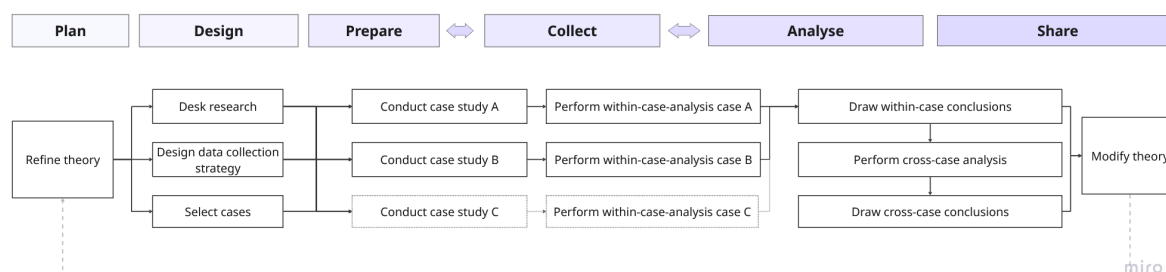 Plan
Design
Prepare
Collect
Analyse
Share
Desk research
Conduct case study A
Perform within-case-analysis case A
Draw within-case conclusions
Refine theory
Design data collection
strategy
Conduct case study B
Perform within-case-analysis case B
Perform cross-case analysis
Modify theory
Select cases
Conduct case study C
Perform within-case-analysis case C
Draw cross-case conclusions
miro